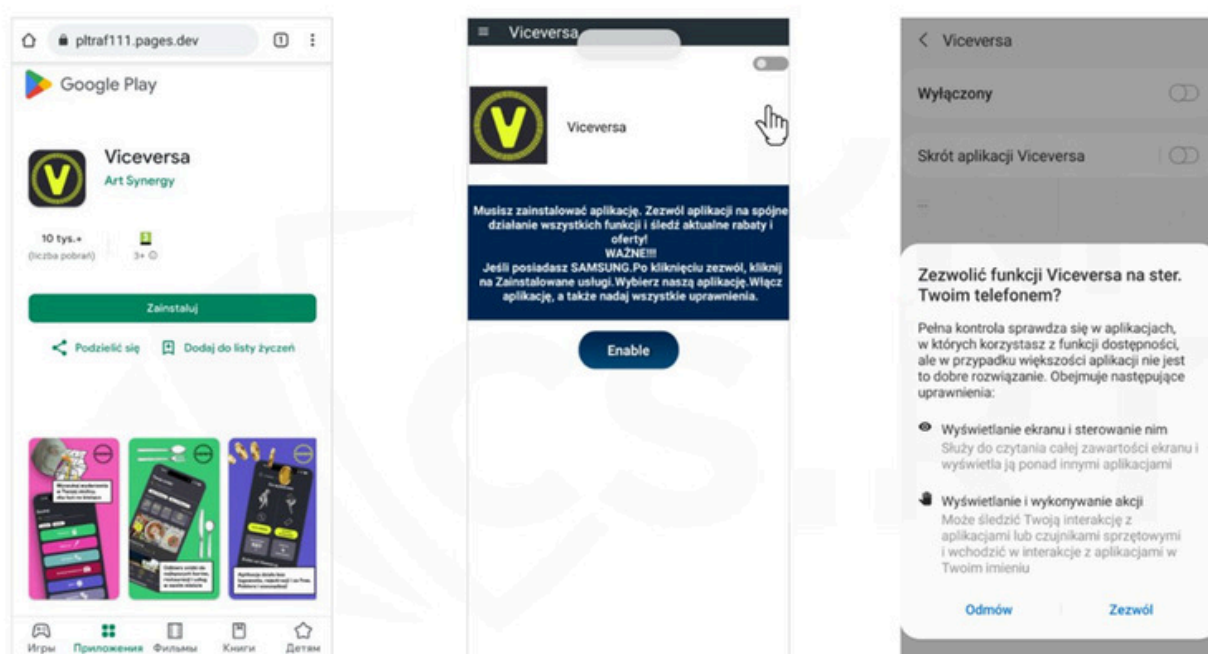 pltraf111.pages.dev
1
Google Play
Viceversa
Art Synergy
10 tys.+
(liczba pobrań)
3
3+
Zainstaluj
Podzielić się
Dodaj do listy życzeń
V
Игры
Приложения
Фильмы
Книги
Детям
Viceversa
V
Viceversa
Musisz zainstalować aplikację. Zezwól aplikacji na spójne
działanie wszystkich funkcji i śledź aktualne rabaty i
oferty!
WAŻNE!!!
Jeśli posiadasz SAMSUNG.Po kliknięciu zezwól, kliknij
na Zainstalowane usługi.Wybierz naszą aplikację.Włącz
aplikację, a także nadaj wszystkie uprawnienia.
Enable
Viceversa
Wyłączony
Skrót aplikacji Viceversa
Zezwolić funkcji Viceversa na ster.
Twoim telefonem?
Pełna kontrola sprawdza się w aplikacjach,
w których korzystasz z funkcji dostępności,
ale w przypadku większości aplikacji nie jest
to dobre rozwiązanie. Obejmuje następujące
uprawnienia:
Wyświetlanie ekranu i sterowanie nim
Służy do czytania całej zawartości ekranu i
wyświetla ją ponad innymi aplikacjami
Wyświetlanie i wykonywanie akcji
Może śledzić Twoją interakcję z
aplikacjami lub czujnikami sprzętowymi
i wchodzić w interakcje z aplikacjami w
Twoim imieniu
Odmów
Zezwól